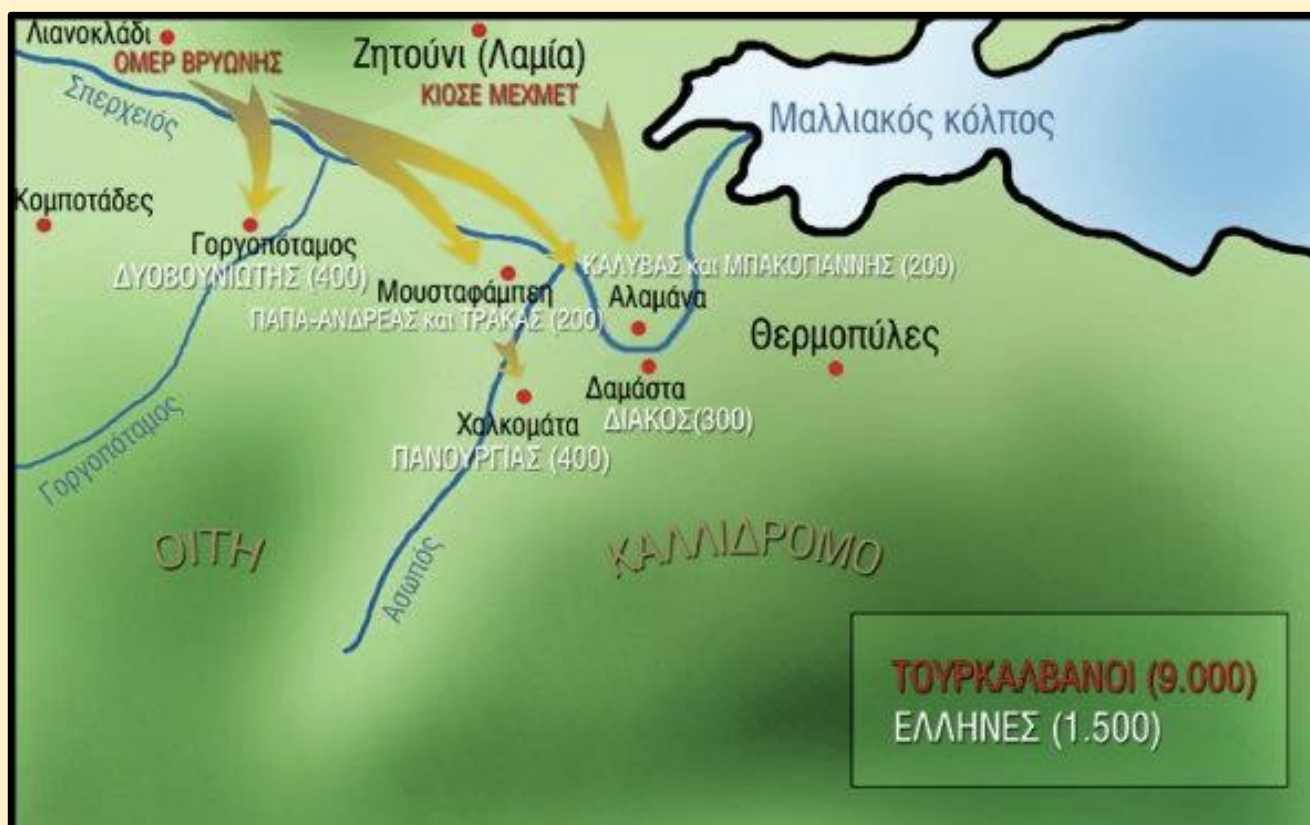 Λιανοκλάδι
ΟΜΕΡ ΒΡΥΩΝΗΣ
Ζητούνι (Λαμία)
ΚΙΟΣΕ ΜΕΧΜΕΤ
Σπερχειός
Μαλλιακός κόλπος
Κομποτάδες
Γοργοπόταμος
ΔΥΟΒΟΥΝΙΩΤΗΣ (400)
Μουσταφάμπεη
ΠΑΠΑ-ΑΝΔΡΕΑΣ και ΤΡΑΚΑΣ (200)
ΚΑΛΥΒΑΣ και ΜΠΑΚΟΓΙΑΝΝΗΣ (200)
Αλαμάνα
Θερμοπύλες
Δαμάστα
ΔΙΑΚΟΣ(300)
Χαλκομάτα
ΠΑΝΟΥΡΓΙΑΣ (400)
Γοργοπόταμος
Ασωπός
ΟΙΤΗ
ΚΑΛΛΙΔΡΟΜΟ
ΤΟΥΡΚΑΛΒΑΝΟΙ (9.000)
ΕΛΛΗΝΕΣ (1.500)